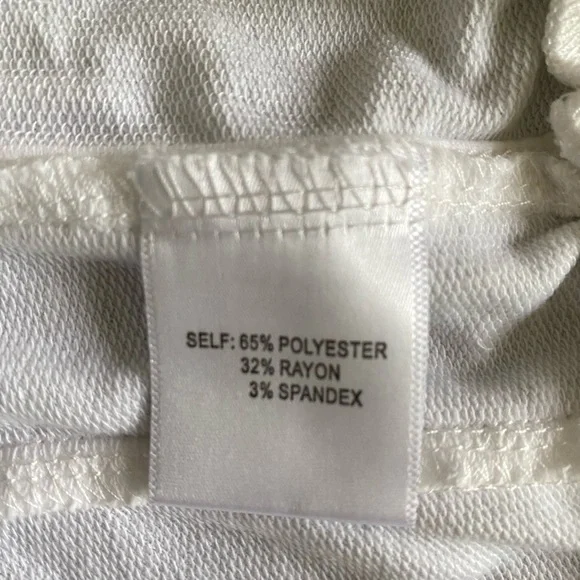 SELF: 65% POLYESTER
32% RAYON
3% SPANDEX